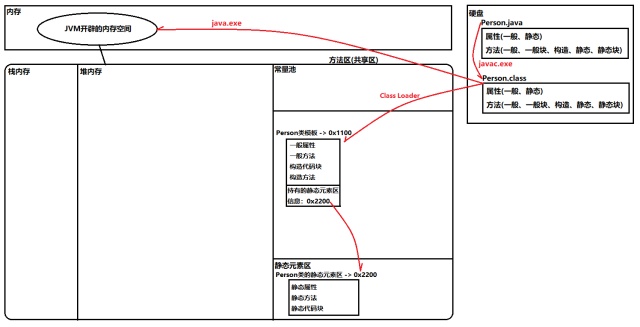 内存
JVM开辟的内存空间
java.exe
硬盘
Person.java
属性(一般、静态)
方法(一般、一般块、构造、静态、静态块)
javac.exe
Person.class
属性(一般、静态)
方法(一般、一般块、构造、静态、静态块)
方法区(共享区)
栈内存
堆内存
常量池
Class Loader
Person类模板 -> 0x1100
一般属性
一般方法
构造代码块
构造方法
持有的静态元素区
信息：0x2200
静态元素区
Person类的静态元素区 -> 0x2200
静态属性
静态方法
静态代码块